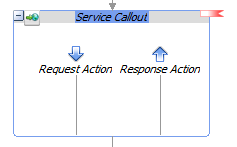 Service Callout
Request Action Response Action